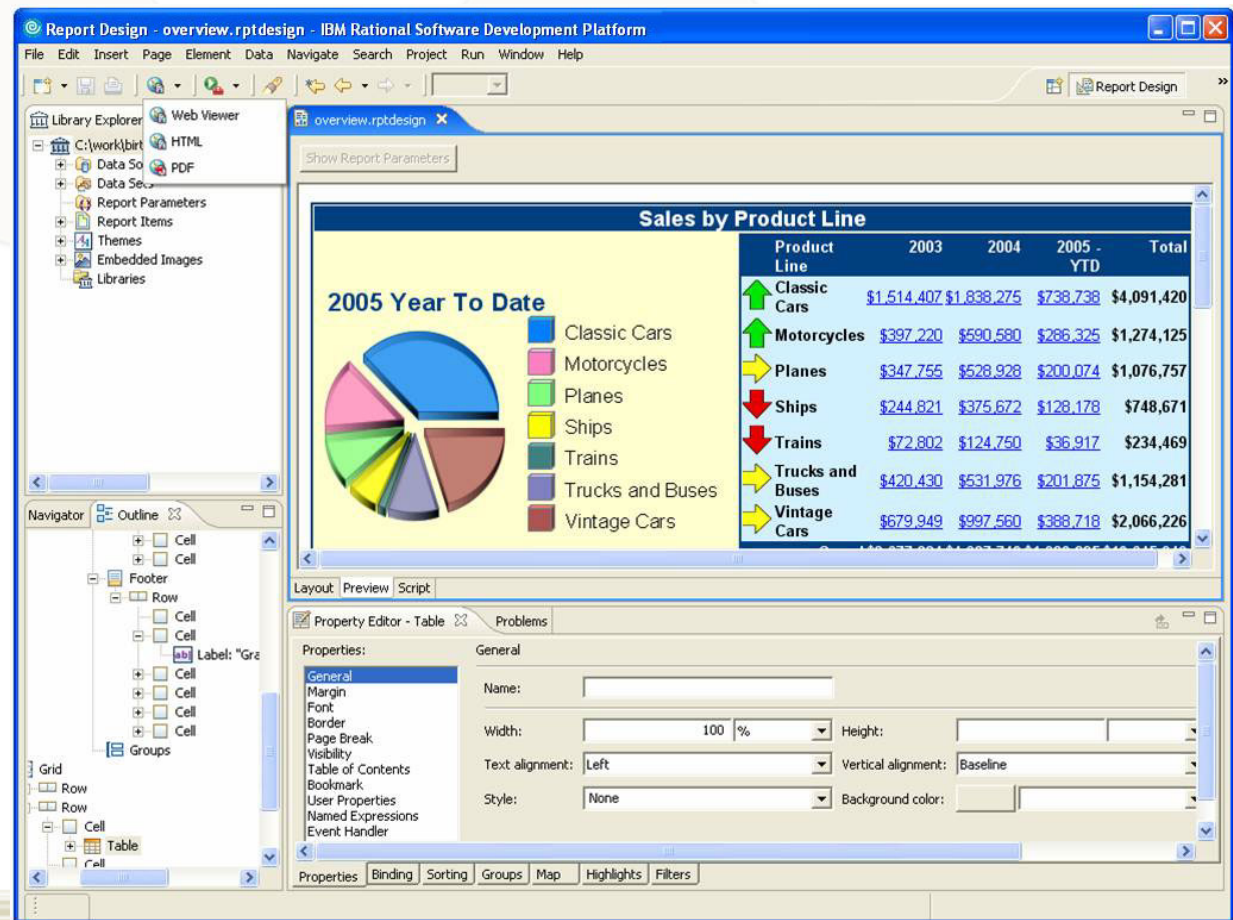 Report Design - overview.rptdesign - IBM Rational Software Development Platform
File Edit Insert Page Element Data Navigate Search Project Run Window Help
Report Design
Library Explorer
Web Viewer
HTML
PDF
C:\work\birt
Data So
Data Sets
Report Parameters
Report Items
Themes
Embedded Images
Libraries
overview.rptdesign
Show Report Parameters
Sales by Product Line
2005 Year To Date
Classic Cars
Motorcycles
Planes
Ships
Trains
Trucks and Buses
Vintage Cars
Product Line 2003 2004 2005 - YTD Total
Classic Cars $1,514,407 $1,838,275 $738,738 $4,091,420
Motorcycles $397,220 $590,580 $286,325 $1,274,125
Planes $347,755 $528,928 $200,074 $1,076,757
Ships $244,821 $375,672 $128,178 $748,671
Trains $72,802 $124,750 $36,917 $234,469
Trucks and Buses $420,430 $531,976 $201,875 $1,154,281
Vintage Cars $679,949 $997,560 $388,718 $2,066,226
Layout Preview Script
Navigator Outline
Cell
Cell
Footer
Row
Cell
Cell
Label: "Gra
Cell
Cell
Cell
Cell
Groups
Grid
Row
Row
Cell
Table
Cell
Property Editor - Table Problems
Properties:
General
Margin
Font
Border
Page Break
Visibility
Table of Contents
Bookmark
User Properties
Named Expressions
Event Handler
General
Name:
Width: 100 % Height:
Text alignment: Left Vertical alignment: Baseline
Style: None Background color:
Properties Binding Sorting Groups Map Highlights Filters